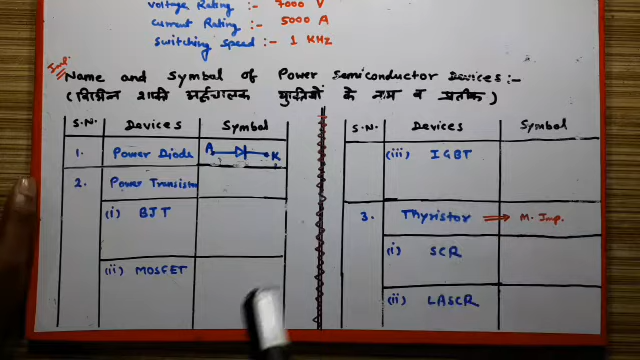 voltage Rating :- 7000 V
Current Rating :- 5000 A
Switching Speed :- 1 KHz
Imp.
Name and Symbol of Power Semiconductor Devices:-
(विभिन्न शक्ति अर्द्धचालक युक्तियों के नाम व प्रतीक)
S.N. Devices Symbol
1. Power Diode A K
2. Power Transistor
(i) BJT
(ii) MOSFET
S.N. Devices Symbol
(iii) IGBT
3. Thyristor ⇒ M. Imp.
(i) SCR
(ii) LASCR